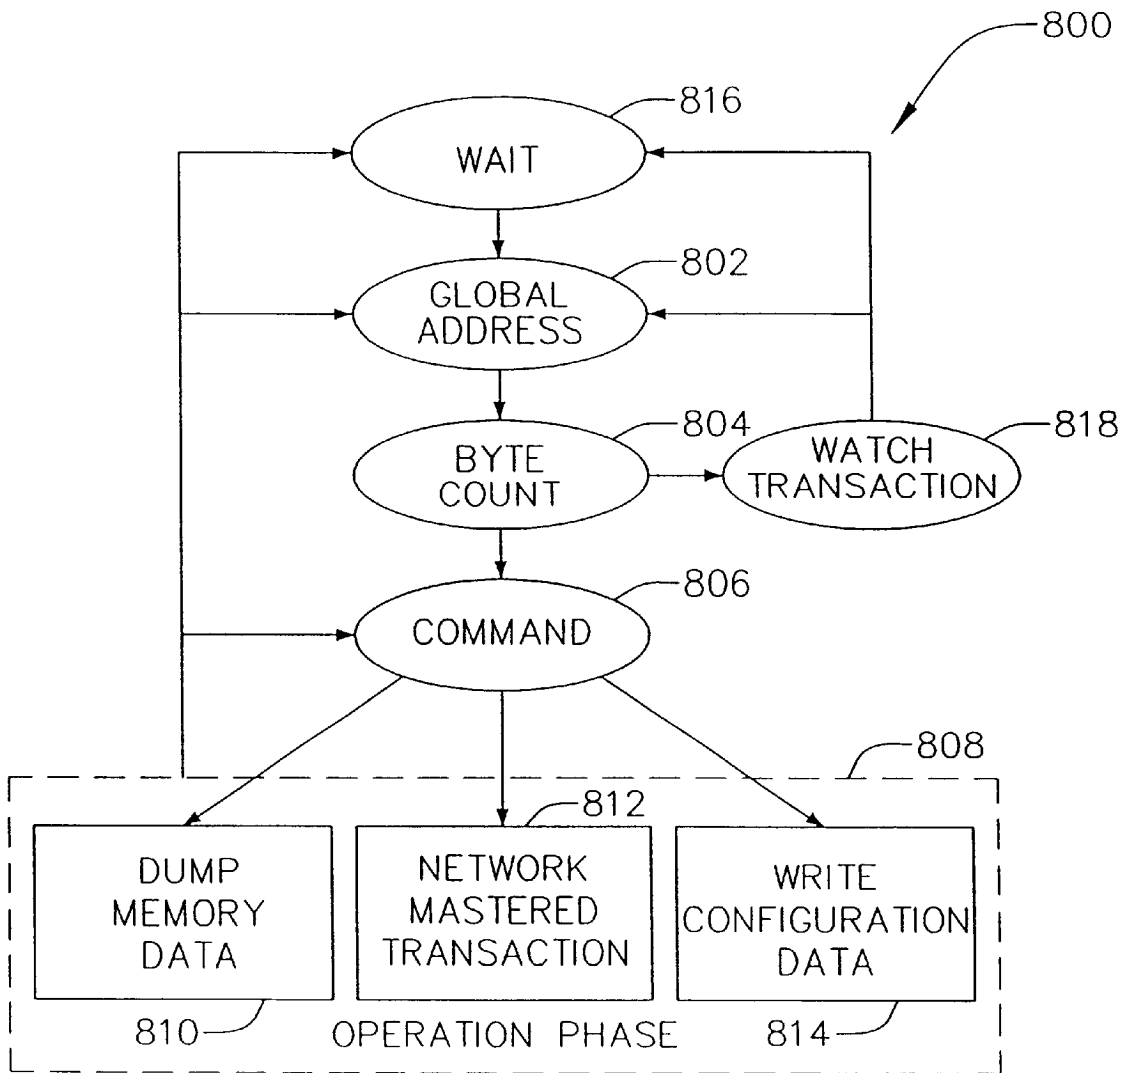 800
816
WAIT
802
GLOBAL
ADDRESS
804
BYTE
COUNT
WATCH
TRANSACTION
818
806
COMMAND
808
812
DUMP
MEMORY
DATA
NETWORK
MASTERED
TRANSACTION
WRITE
CONFIGURATION
DATA
810
OPERATION PHASE
814